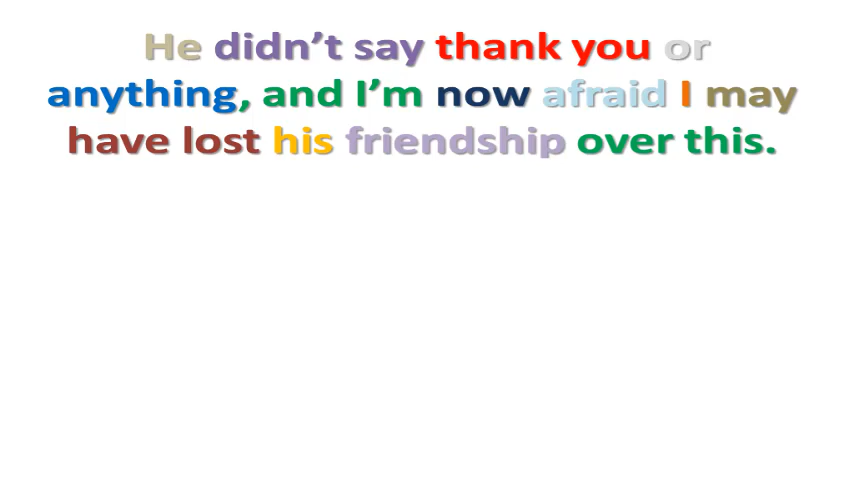 He didn’t say thank you or
anything, and I’m now afraid I may
have lost his friendship over this.